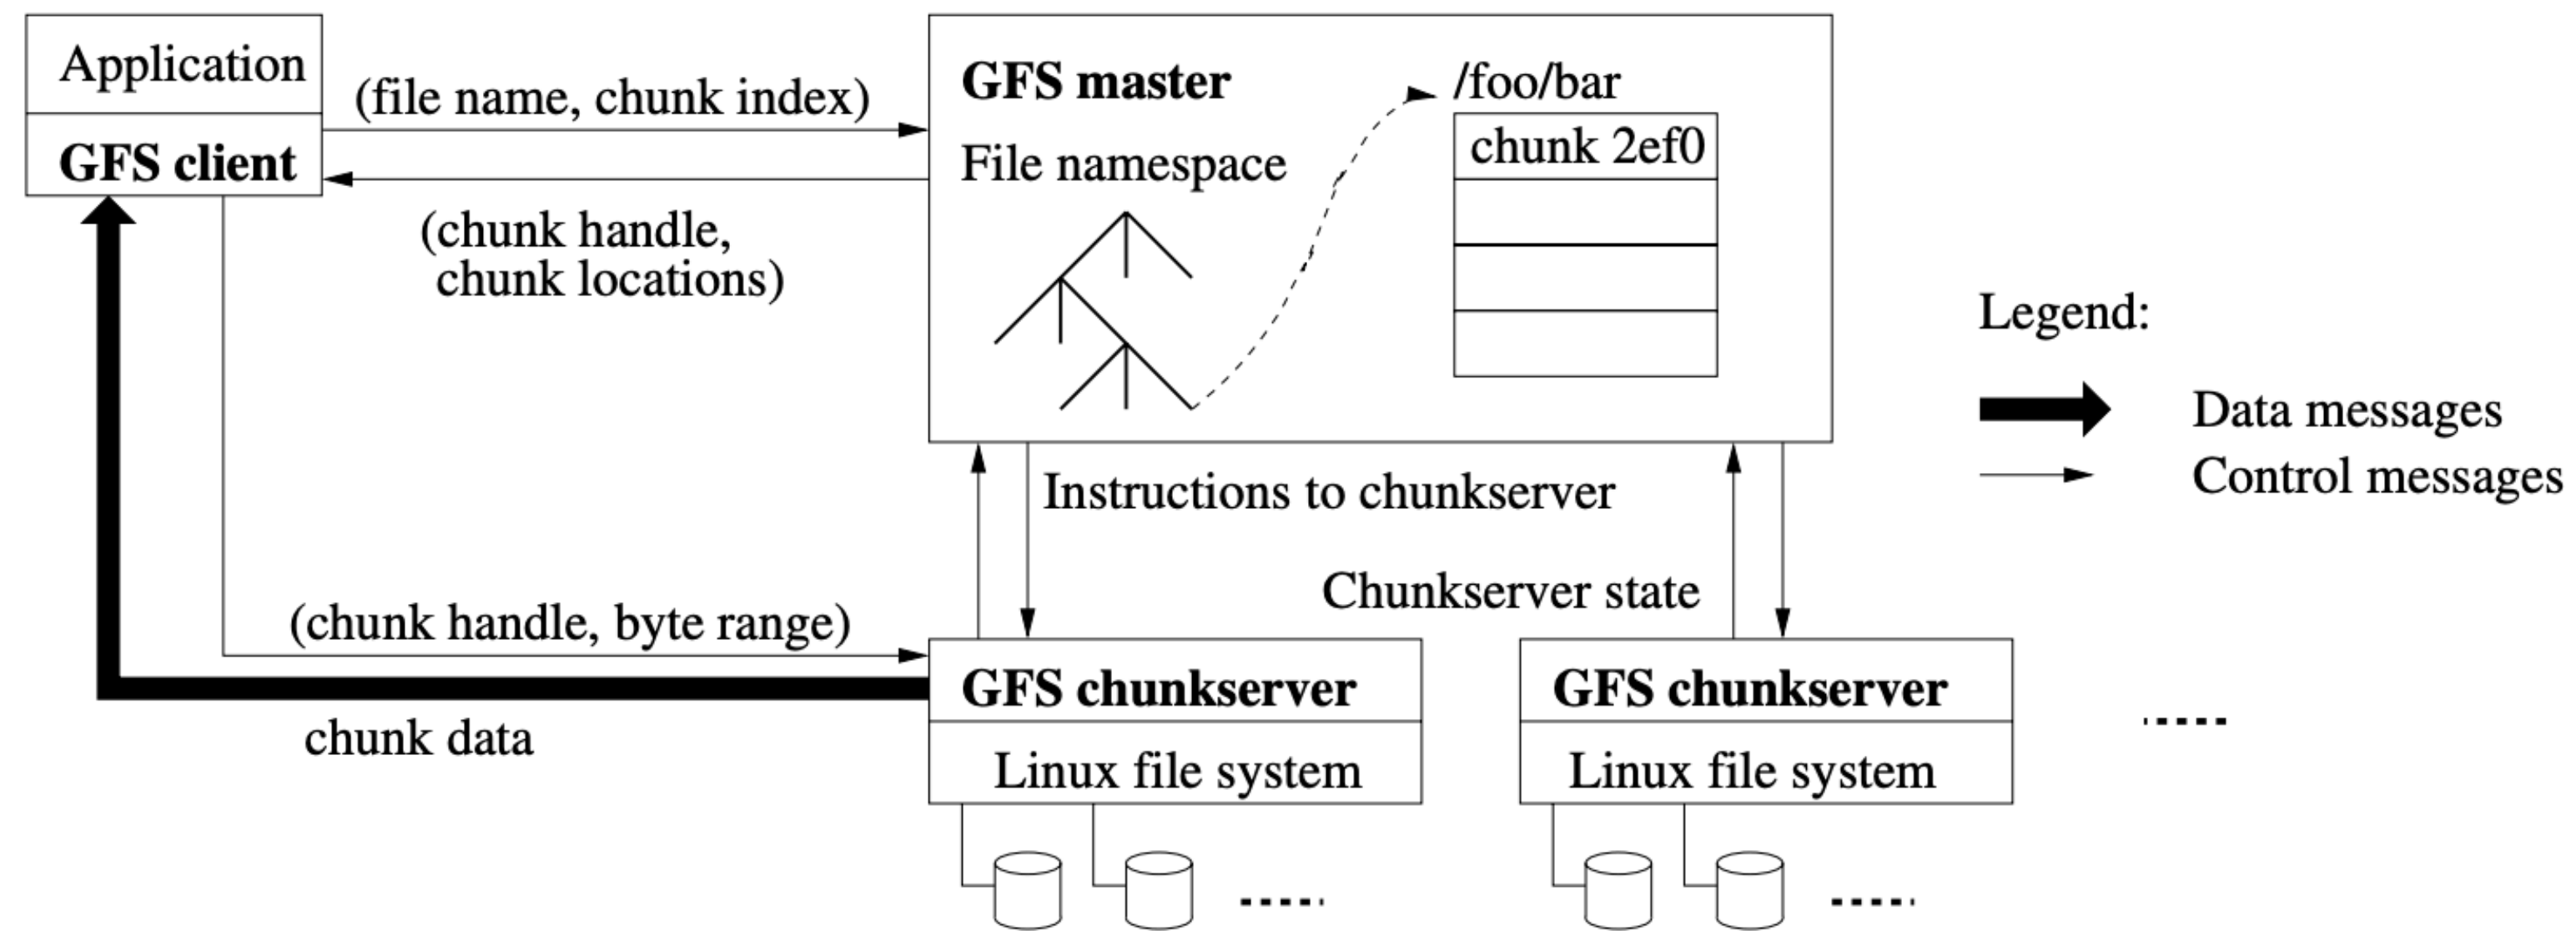 Application
GFS client
(file name, chunk index)
(chunk handle,
chunk locations)
GFS master
File namespace
/foo/bar
chunk 2ef0
Legend:
Data messages
Control messages
Instructions to chunkserver
Chunkserver state
(chunk handle, byte range)
chunk data
GFS chunkserver
Linux file system
GFS chunkserver
Linux file system